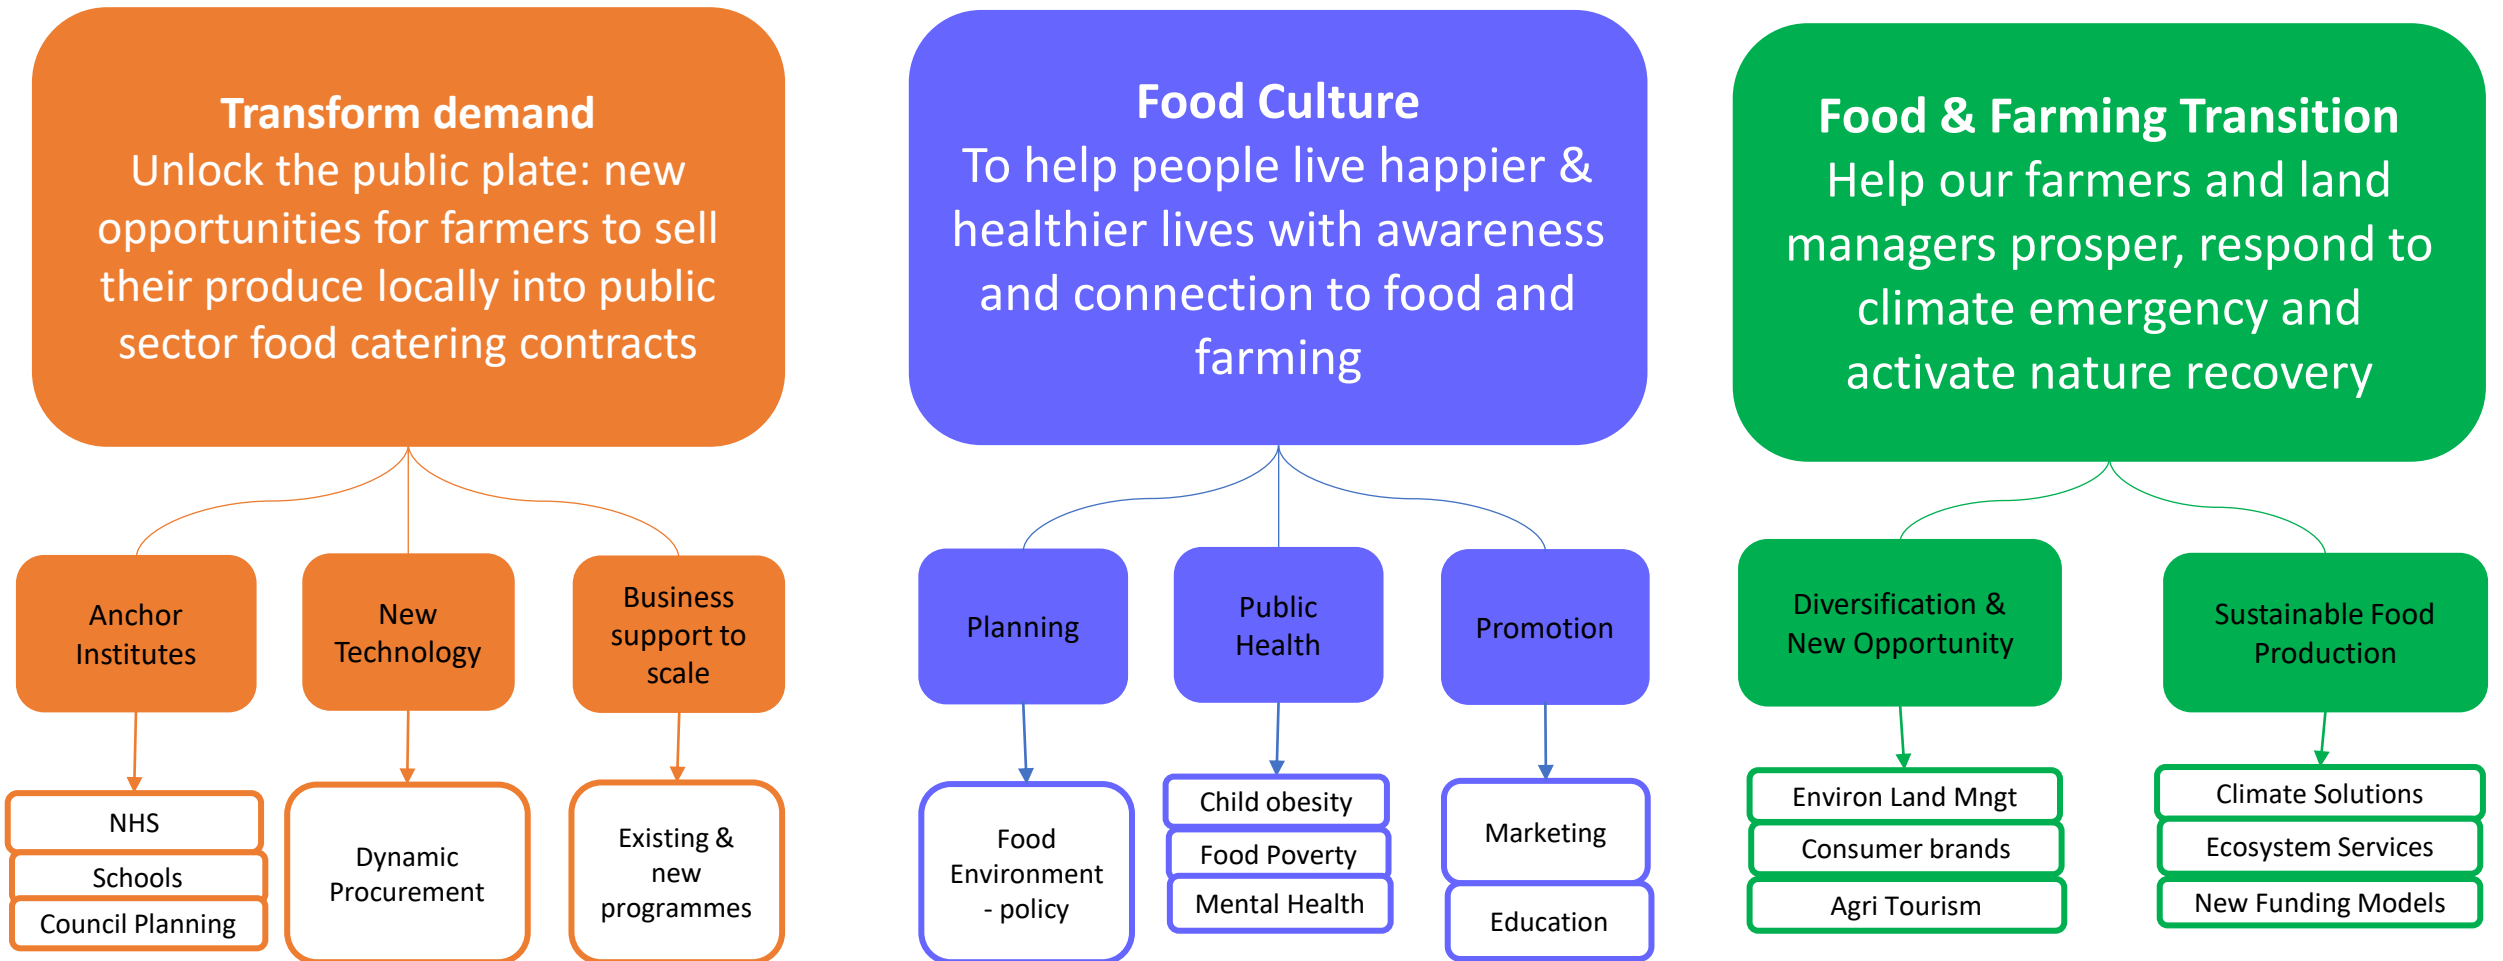 Transform demand
Unlock the public plate: new
opportunities for farmers to sell
their produce locally into public
sector food catering contracts
Food Culture
To help people live happier &
healthier lives with awareness
and connection to food and
farming
Food & Farming Transition
Help our farmers and land
managers prosper, respond to
climate emergency and
activate nature recovery
Anchor
Institutes
New
Technology
Business
support to
scale
Planning
Public
Health
Promotion
Diversification &
New Opportunity
Sustainable Food
Production
NHS
Schools
Council Planning
Dynamic
Procurement
Existing &
new
programmes
Food
Environment
- policy
Child obesity
Food Poverty
Mental Health
Marketing
Education
Environ Land Mngt
Consumer brands
Agri Tourism
Climate Solutions
Ecosystem Services
New Funding Models